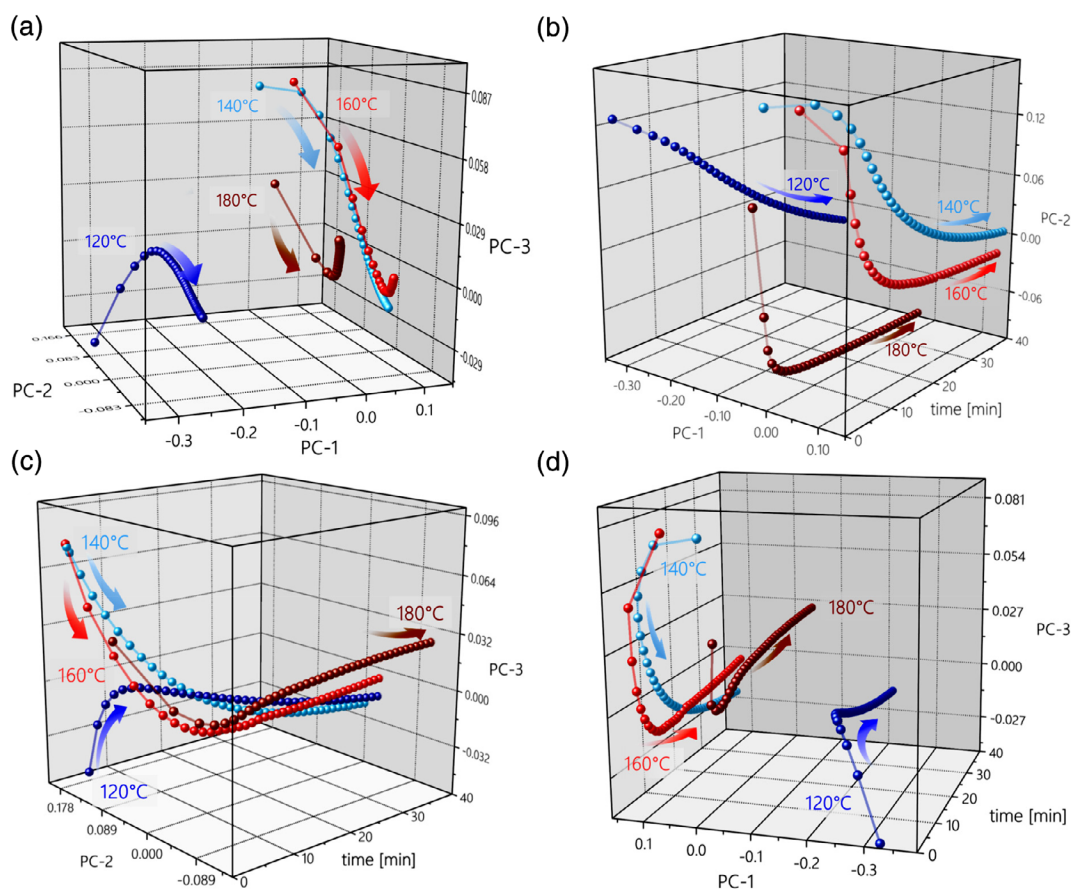 (a)
140°C
160°C
180°C
120°C
0.087
0.058
0.029
PC-3
0.000
-0.029
0.166
0.083
0.000
-0.083
PC-2
-0.3
-0.2
-0.1
0.0
0.1
PC-1
(b)
120°C
140°C
160°C
180°C
0.12
0.06
PC-2
0.00
-0.06
40
30
20
10
0
time [min]
-0.30
-0.20
-0.10
0.00
0.10
PC-1
(c)
140°C
160°C
180°C
120°C
0.096
0.064
0.032
PC-3
0.000
-0.032
40
30
20
10
0
time [min]
0.178
0.089
0.000
-0.089
PC-2
(d)
140°C
180°C
160°C
120°C
0.081
0.054
0.027
PC-3
0.000
-0.027
40
30
20
10
0
time [min]
0.1
0.0
-0.1
-0.2
-0.3
PC-1